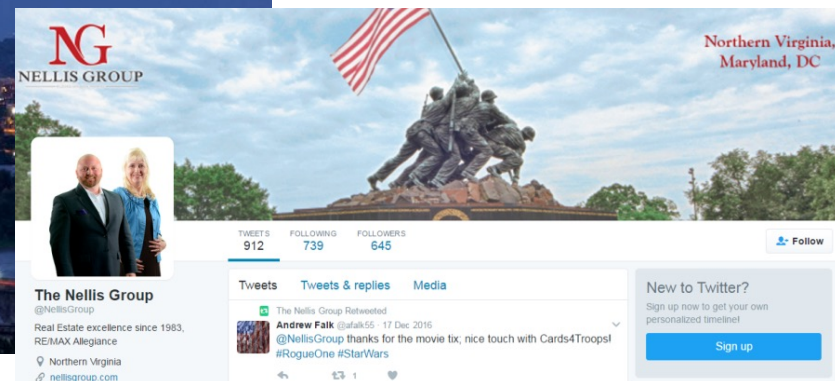 NG
NELLIS GROUP
Northern Virginia,
Maryland, DC
TWEETS FOLLOWING FOLLOWERS
912 739 645
Follow
The Nellis Group
@NellisGroup
Real Estate excellence since 1983,
RE/MAX Allegiance
Northern Virginia
nellisgroup.com
Tweets Tweets & replies Media
The Nellis Group Retweeted
Andrew Falk @afalk55 · 17 Dec 2016
@NellisGroup thanks for the movie tix; nice touch with Cards4Troops!
#RogueOne #StarWars
1
New to Twitter?
Sign up now to get your own
personalized timeline!
Sign up